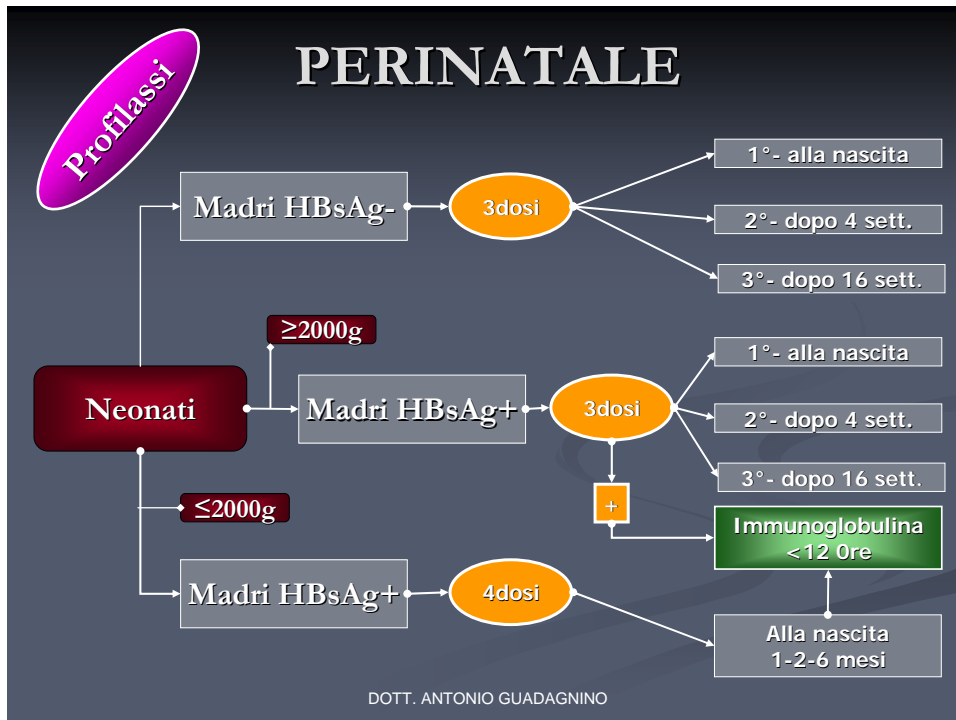 PERINATALE
Profilassi
Madri HBsAg-
3dosi
1°- alla nascita
2°- dopo 4 sett.
3°- dopo 16 sett.
≥2000g
Neonati
Madri HBsAg+
3dosi
1°- alla nascita
2°- dopo 4 sett.
3°- dopo 16 sett.
+
≤2000g
Immunoglobulina
<12 0re
Madri HBsAg+
4dosi
Alla nascita
1-2-6 mesi
DOTT. ANTONIO GUADAGNINO